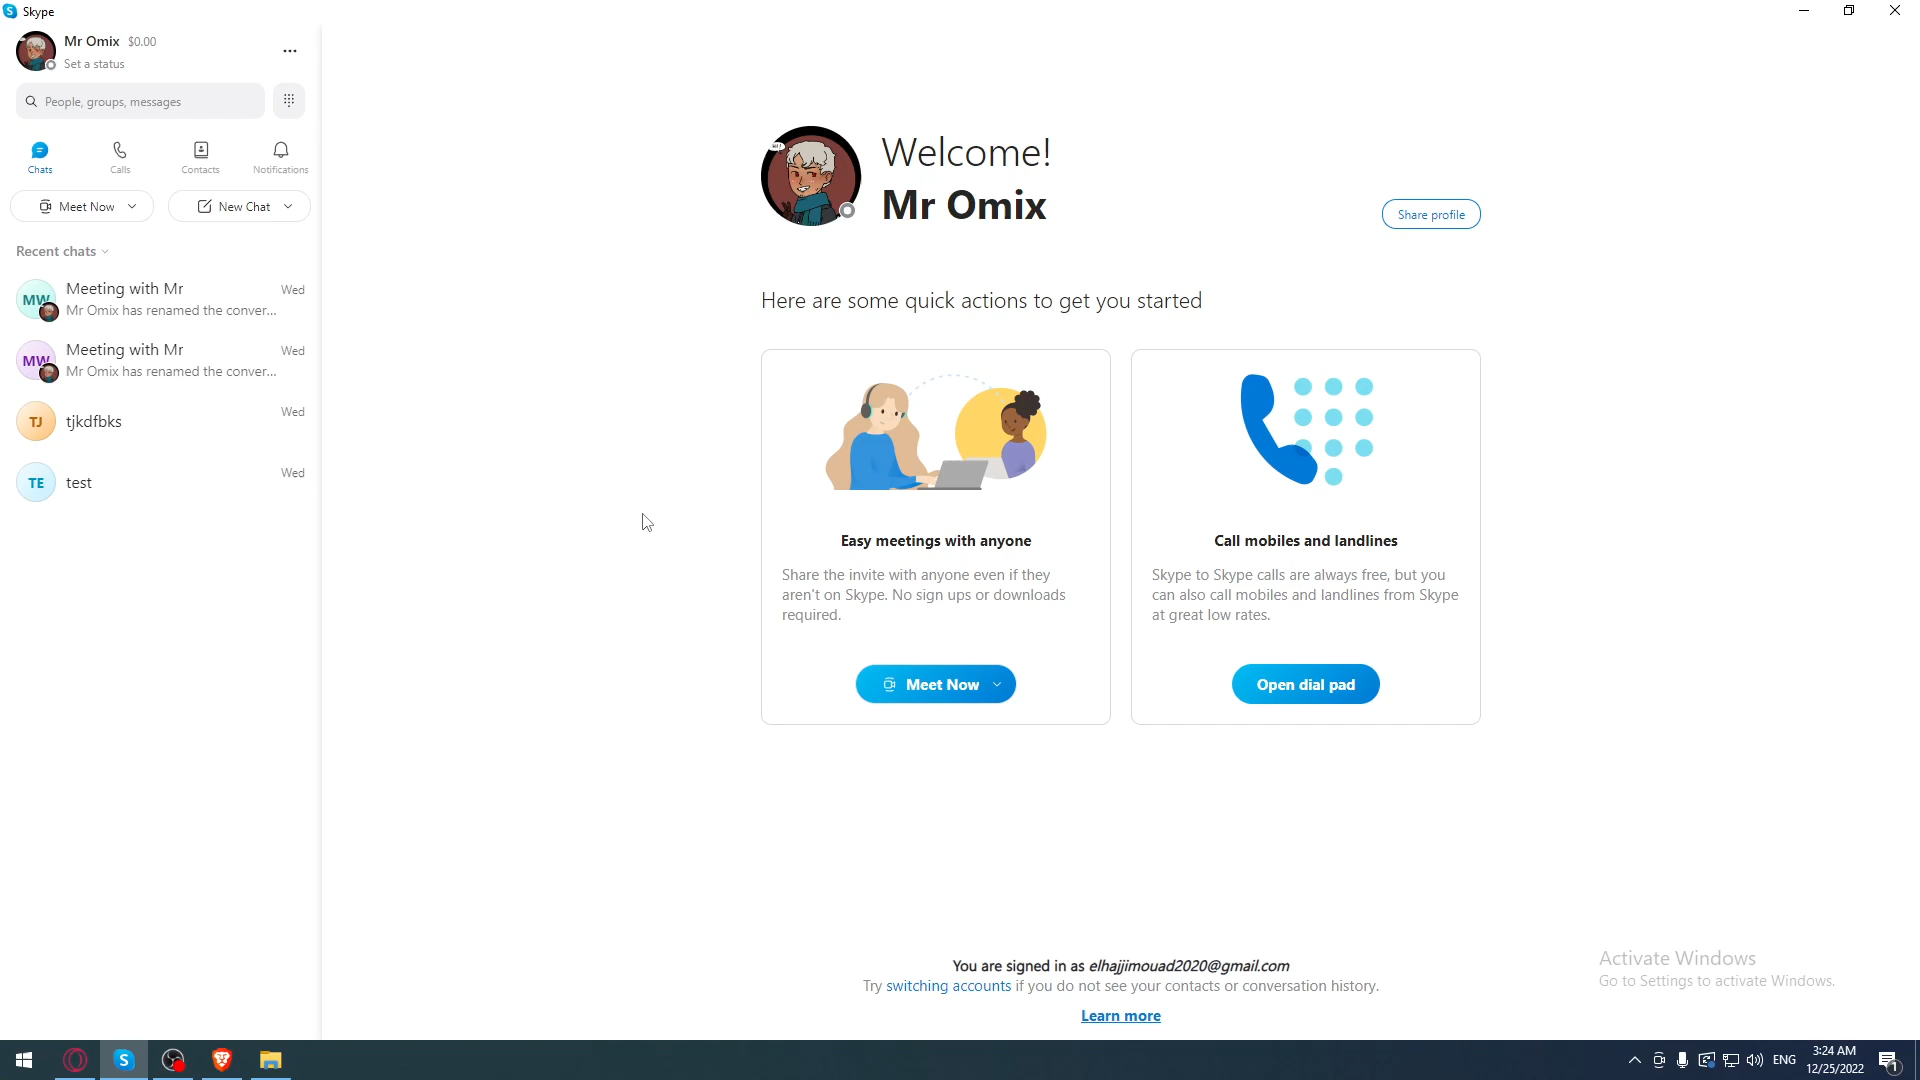 Skype
Mr Omix $0.00
Set a status
People, groups, messages
Chats
Calls
Contacts
Notifications
Meet Now
New Chat
Recent chats
MW
Meeting with Mr
Wed
Mr Omix has renamed the conver...
MW
Meeting with Mr
Wed
Mr Omix has renamed the conver...
TJ
tjkdfbks
Wed
TE
test
Wed
Welcome!
Mr Omix
Share profile
Here are some quick actions to get you started
Easy meetings with anyone
Share the invite with anyone even if they
aren't on Skype. No sign ups or downloads
required.
Meet Now
Call mobiles and landlines
Skype to Skype calls are always free, but you
can also call mobiles and landlines from Skype
at great low rates.
Open dial pad
You are signed in as elhajjimouad2020@gmail.com
Try switching accounts if you do not see your contacts or conversation history.
Learn more
Activate Windows
Go to Settings to activate Windows.
ENG
3:24 AM
12/25/2022
1